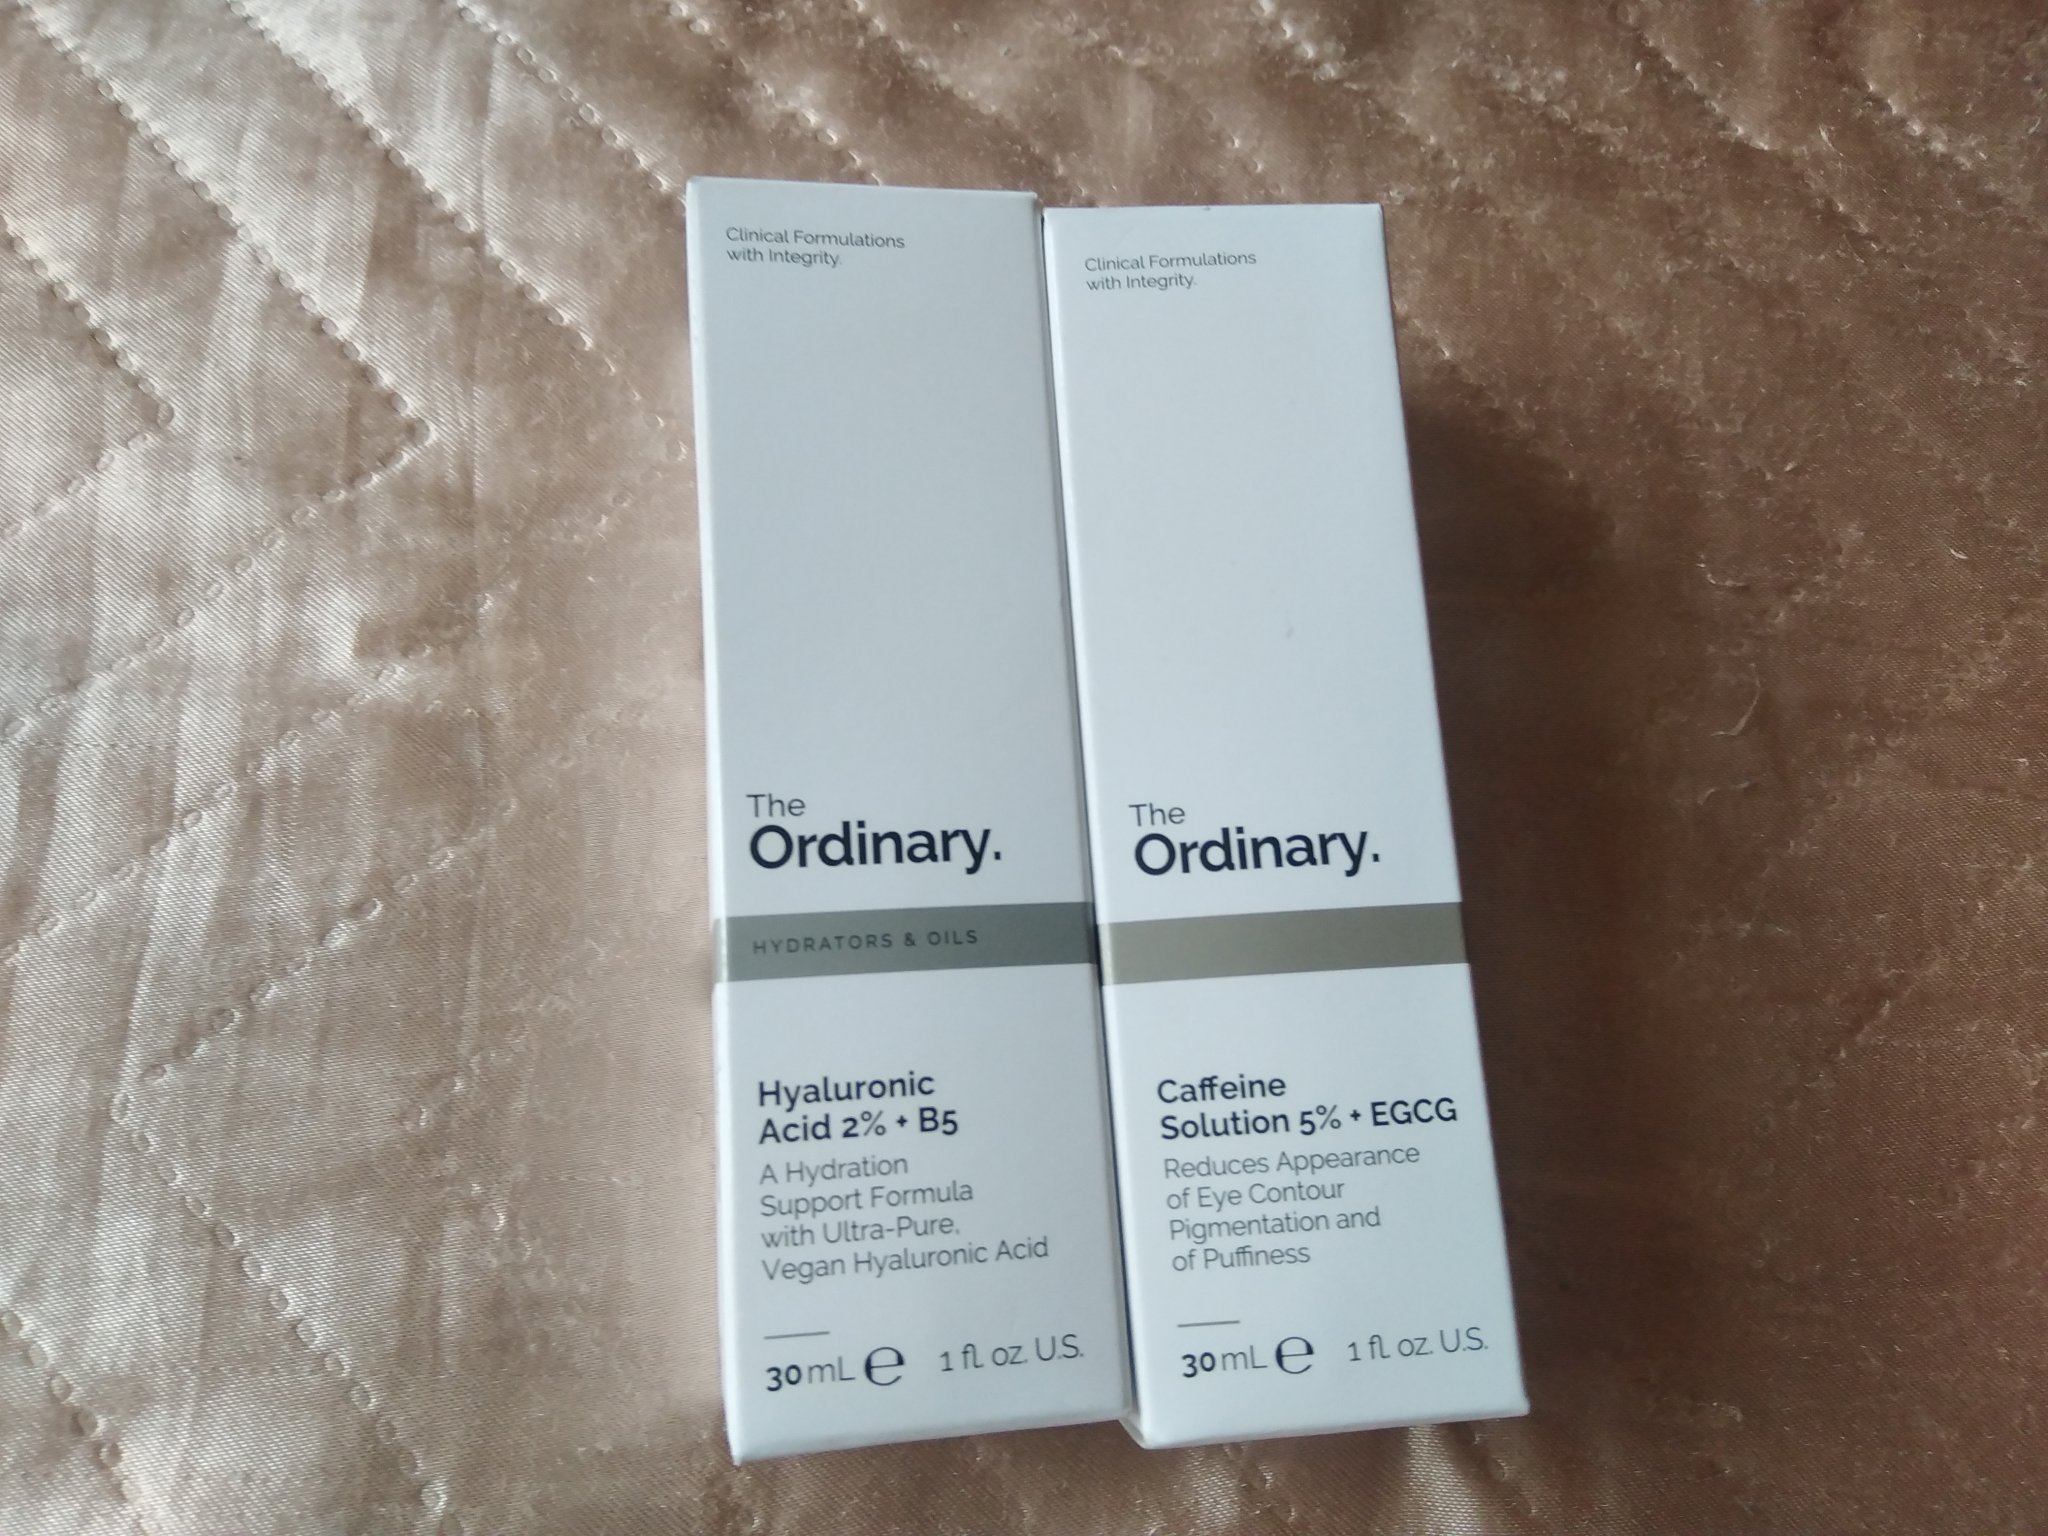 Clinical Formulations
with Integrity.
The
Ordinary.
HYDRATORS & OILS
Hyaluronic
Acid 2% + B5
A Hydration
Support Formula
with Ultra-Pure,
Vegan Hyaluronic Acid
30 mL ℮ 1 fl oz. U.S.
Clinical Formulations
with Integrity.
The
Ordinary.
Caffeine
Solution 5% + EGCG
Reduces Appearance
of Eye Contour
Pigmentation and
of Puffiness
30 mL ℮ 1 fl oz. U.S.